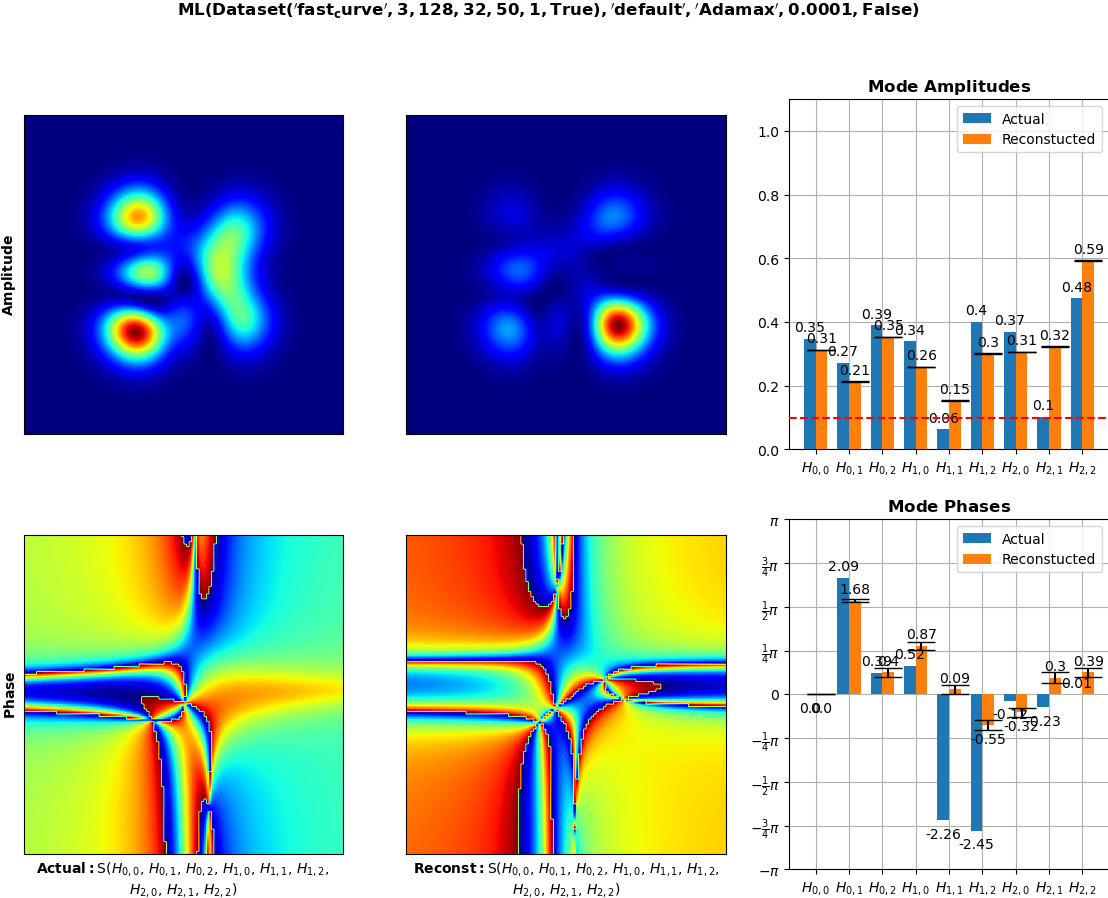 ML(Dataset('fast_curve', 3, 128, 32, 50, 1, True), 'default', 'Adamax', 0.0001, False)
Amplitude
Mode Amplitudes
Actual
Reconstucted
1.0
0.8
0.6
0.4
0.2
0.0
0.35
0.31
0.27
0.21
0.39
0.35
0.34
0.26
0.06
0.15
0.4
0.3
0.37
0.31
0.1
0.32
0.48
0.59
H0,0 H0,1 H0,2 H1,0 H1,1 H1,2 H2,0 H2,1 H2,2
Phase
Mode Phases
Actual
Reconstucted
π
3/4π
1/2π
1/4π
0
−1/4π
−1/2π
−3/4π
−π
0.0
0.0
2.09
1.68
0.39
0.4
0.52
0.87
-2.26
0.09
-2.45
-0.55
-0.12
-0.32
-0.23
0.3
0.01
0.39
H0,0 H0,1 H0,2 H1,0 H1,1 H1,2 H2,0 H2,1 H2,2
Actual: S(H0,0, H0,1, H0,2, H1,0, H1,1, H1,2,
H2,0, H2,1, H2,2)
Reconst: S(H0,0, H0,1, H0,2, H1,0, H1,1, H1,2,
H2,0, H2,1, H2,2)